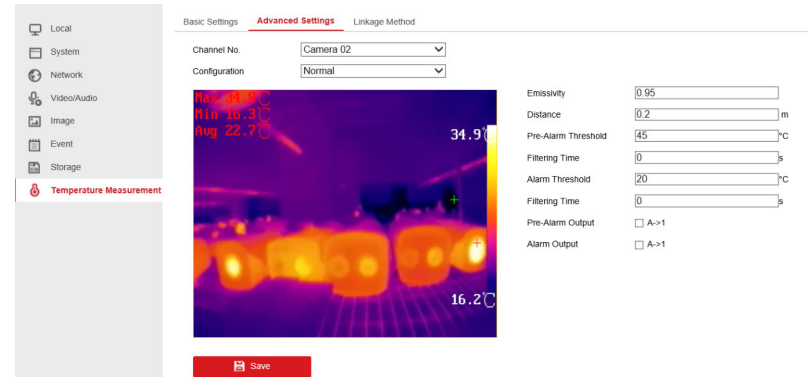 Local
System
Network
Video/Audio
Image
Event
Storage
Temperature Measurement
Basic Settings Advanced Settings Linkage Method
Channel No. Camera 02
Configuration Normal
Max 34.9℃
Min 16.3℃
Avg 22.7℃
34.9℃
16.2℃
Emissivity 0.95
Distance 0.2 m
Pre-Alarm Threshold 45 °C
Filtering Time 0 s
Alarm Threshold 20 °C
Filtering Time 0 s
Pre-Alarm Output A->1
Alarm Output A->1
Save